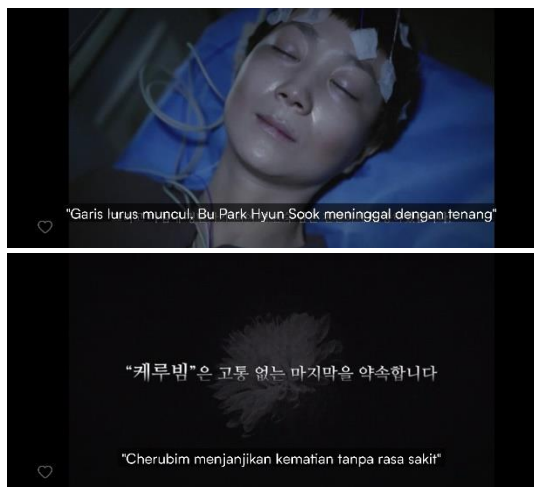 "Garis lurus muncul. Bu Park Hyun Sook meninggal dengan tenang"
“케루빔”은 고통 없는 마지막을 약속합니다
"Cherubim menjanjikan kematian tanpa rasa sakit"